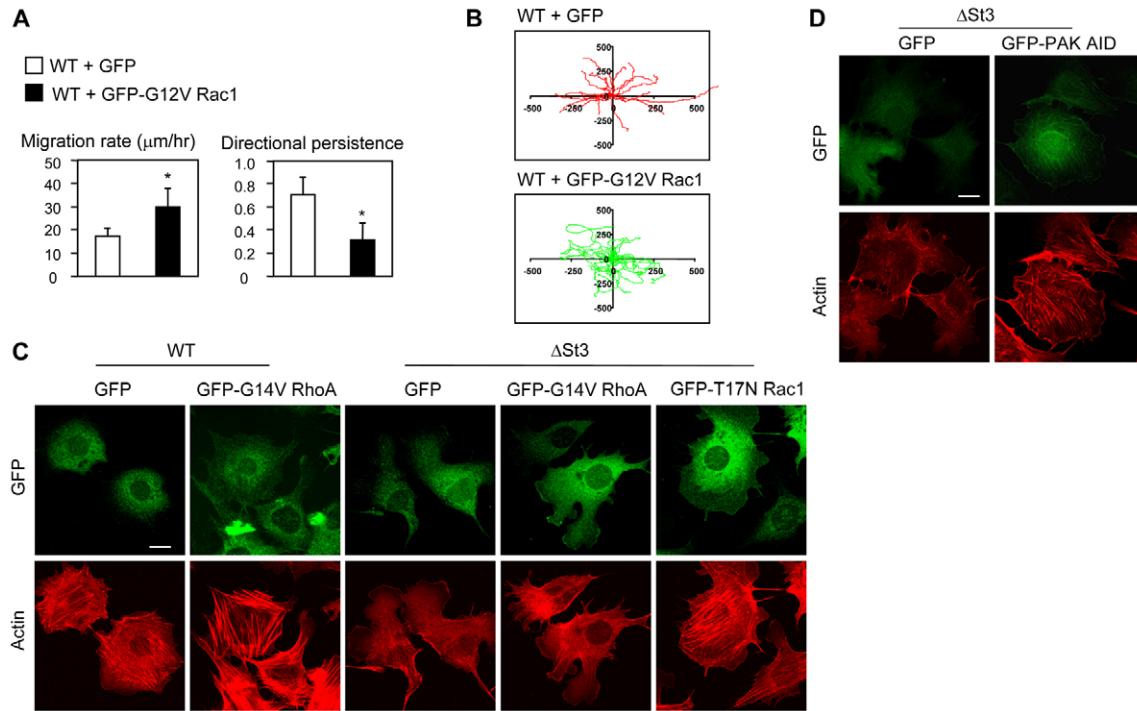 A
WT + GFP
WT + GFP-G12V Rac1
Migration rate (μm/hr)
50
40
30
20
10
0
*
Directional persistence
1.0
0.8
0.6
0.4
0.2
0
*
B
WT + GFP
500
250
-500 -250 0 250 500
-250
-500
WT + GFP-G12V Rac1
500
250
-500 -250 0 250 500
-250
-500
C
WT
ΔSt3
GFP
GFP-G14V RhoA
GFP
GFP-G14V RhoA
GFP-T17N Rac1
GFP
Actin
D
ΔSt3
GFP
GFP-PAK AID
GFP
Actin